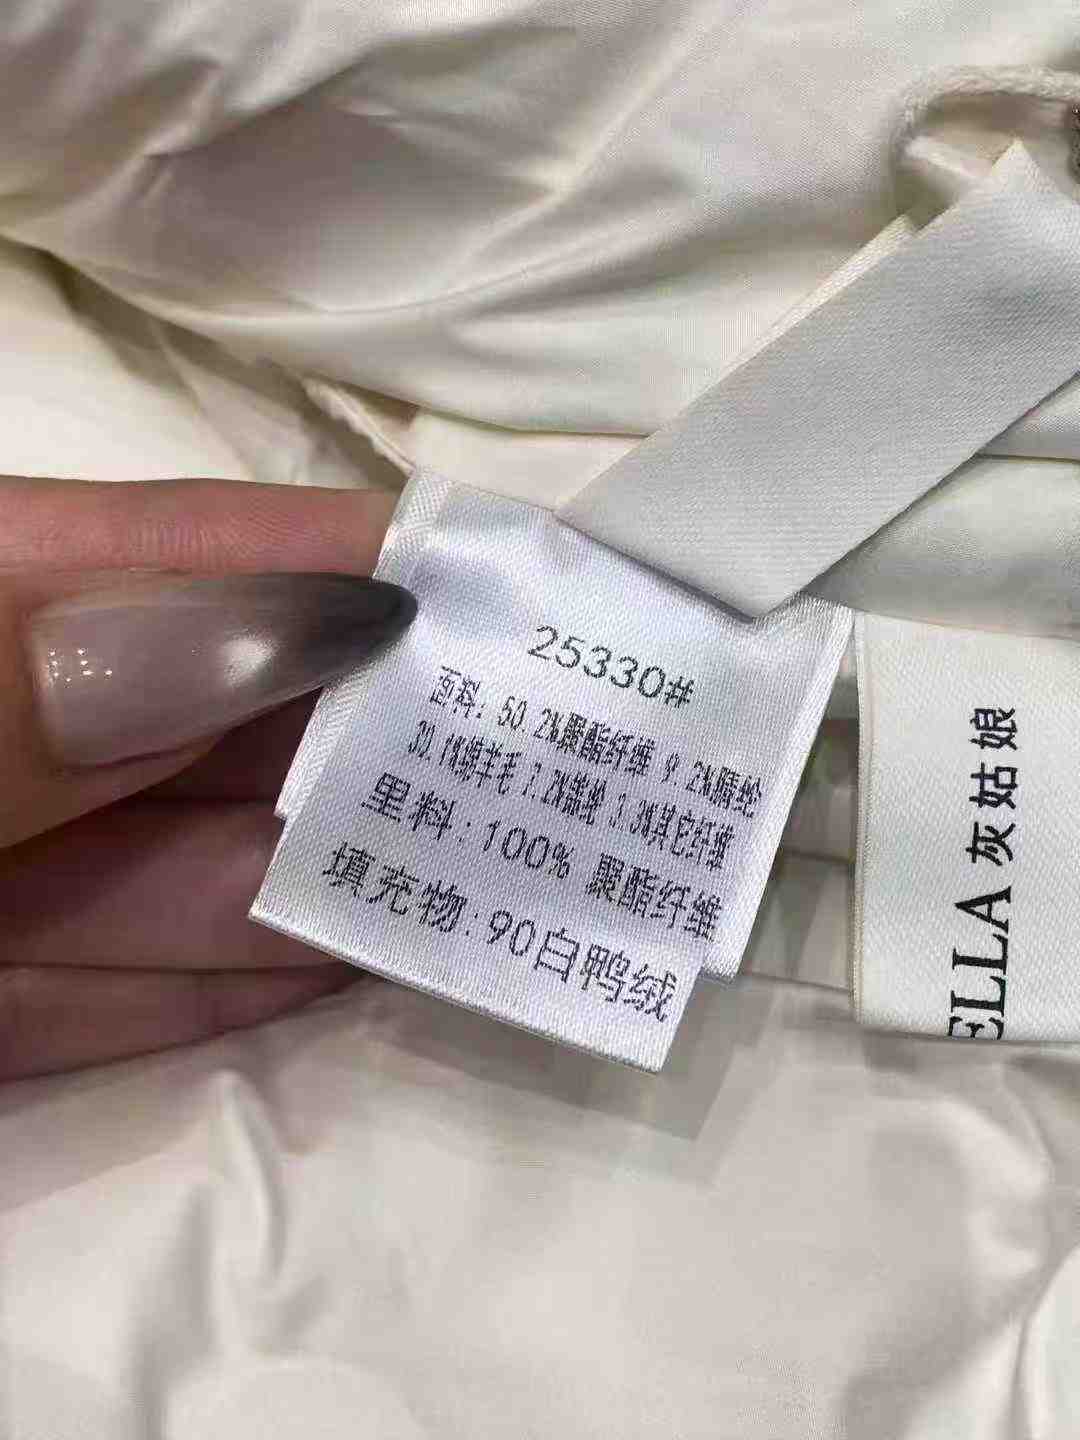 25330#
面料: 50.2%聚酯纤维 9.2%腈纶
30.1%绵羊毛 7.2%锦纶 3.3%其它纤维
里料:100% 聚酯纤维
填充物:90白鸭绒
ELLA 灰姑娘